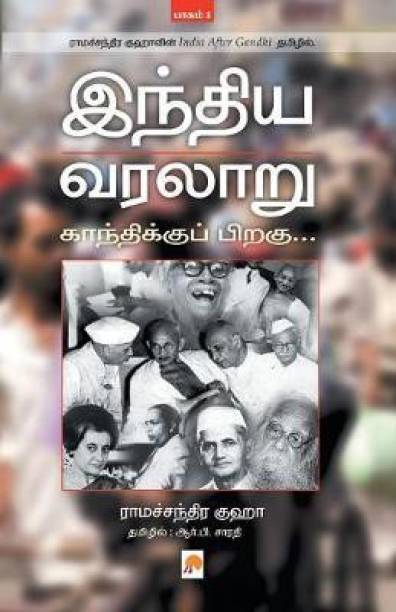 பாகம் 1
ராமச்சந்திர குஹாவின் India After Gandhi தமிழில்
இந்திய
வரலாறு
காந்திக்குப் பிறகு...
ராமச்சந்திர குஹா
தமிழில் : ஆர்.பி. சாரதி